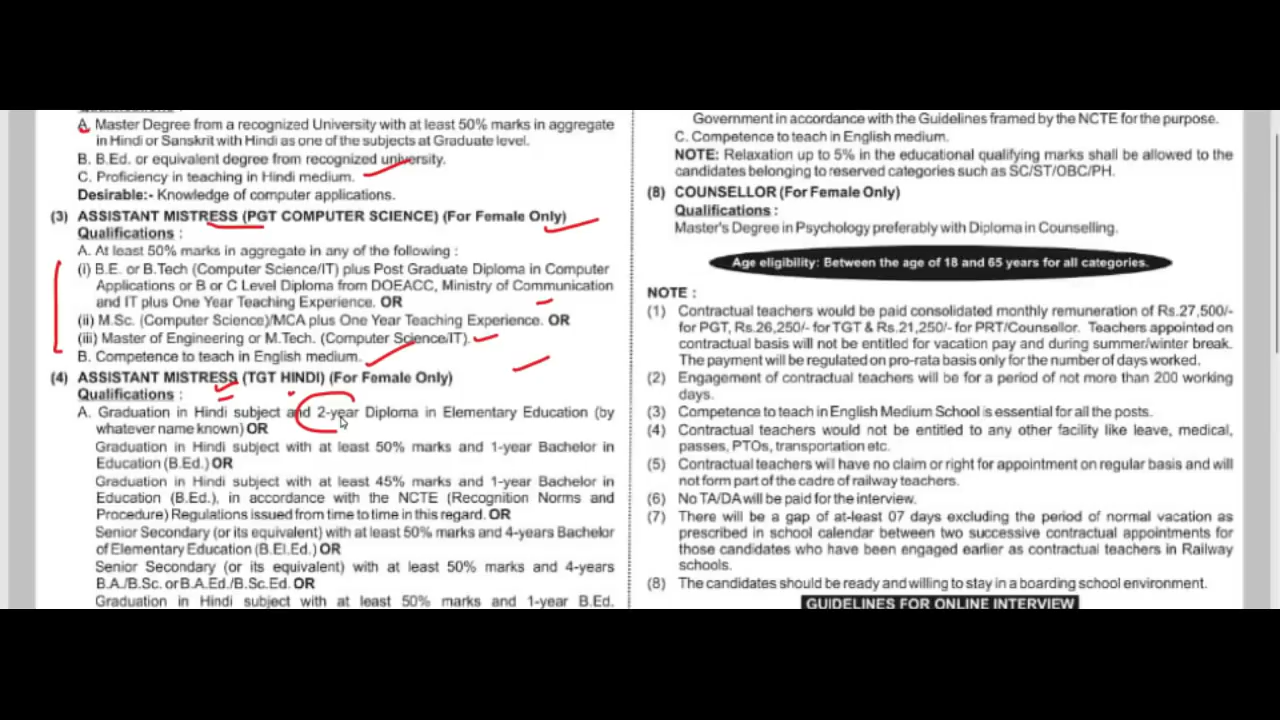 A. Master Degree from a recognized University with at least 50% marks in aggregate
in Hindi or Sanskrit with Hindi as one of the subjects at Graduate level.
B. B.Ed. or equivalent degree from recognized university.
C. Proficiency in teaching in Hindi medium.
Desirable:- Knowledge of computer applications.
(3) ASSISTANT MISTRESS (PGT COMPUTER SCIENCE) (For Female Only)
Qualifications :
A. At least 50% marks in aggregate in any of the following :
(i) B.E. or B.Tech (Computer Science/IT) plus Post Graduate Diploma in Computer
Applications or B or C Level Diploma from DOEACC, Ministry of Communication
and IT plus One Year Teaching Experience. OR
(ii) M.Sc. (Computer Science)/MCA plus One Year Teaching Experience. OR
(iii) Master of Engineering or M.Tech. (Computer Science/IT).
B. Competence to teach in English medium.
(4) ASSISTANT MISTRESS (TGT HINDI) (For Female Only)
Qualifications :
A. Graduation in Hindi subject and 2-year Diploma in Elementary Education (by
whatever name known) OR
Graduation in Hindi subject with at least 50% marks and 1-year Bachelor in
Education (B.Ed.) OR
Graduation in Hindi subject with at least 45% marks and 1-year Bachelor in
Education (B.Ed.), in accordance with the NCTE (Recognition Norms and
Procedure) Regulations issued from time to time in this regard. OR
Senior Secondary (or its equivalent) with at least 50% marks and 4-years Bachelor
of Elementary Education (B.El.Ed.) OR
Senior Secondary (or its equivalent) with at least 50% marks and 4-years
B.A./B.Sc. or B.A.Ed./B.Sc.Ed. OR
Graduation in Hindi subject with at least 50% marks and 1-year B.Ed.
Government in accordance with the Guidelines framed by the NCTE for the purpose.
C. Competence to teach in English medium.
NOTE: Relaxation up to 5% in the educational qualifying marks shall be allowed to the
candidates belonging to reserved categories such as SC/ST/OBC/PH.
(8) COUNSELLOR (For Female Only)
Qualifications :
Master's Degree in Psychology preferably with Diploma in Counselling.
Age eligibility: Between the age of 18 and 65 years for all categories.
NOTE :
(1) Contractual teachers would be paid consolidated monthly remuneration of Rs.27,500/-
for PGT, Rs.26,250/- for TGT & Rs.21,250/- for PRT/Counsellor. Teachers appointed on
contractual basis will not be entitled for vacation pay and during summer/winter break.
The payment will be regulated on pro-rata basis only for the number of days worked.
(2) Engagement of contractual teachers will be for a period of not more than 200 working
days.
(3) Competence to teach in English Medium School is essential for all the posts.
(4) Contractual teachers would not be entitled to any other facility like leave, medical,
passes, PTOs, transportation etc.
(5) Contractual teachers will have no claim or right for appointment on regular basis and will
not form part of the cadre of railway teachers.
(6) No TA/DA will be paid for the interview.
(7) There will be a gap of at-least 07 days excluding the period of normal vacation as
prescribed in school calendar between two successive contractual appointments for
those candidates who have been engaged earlier as contractual teachers in Railway
schools.
(8) The candidates should be ready and willing to stay in a boarding school environment.
GUIDELINES FOR ONLINE INTERVIEW